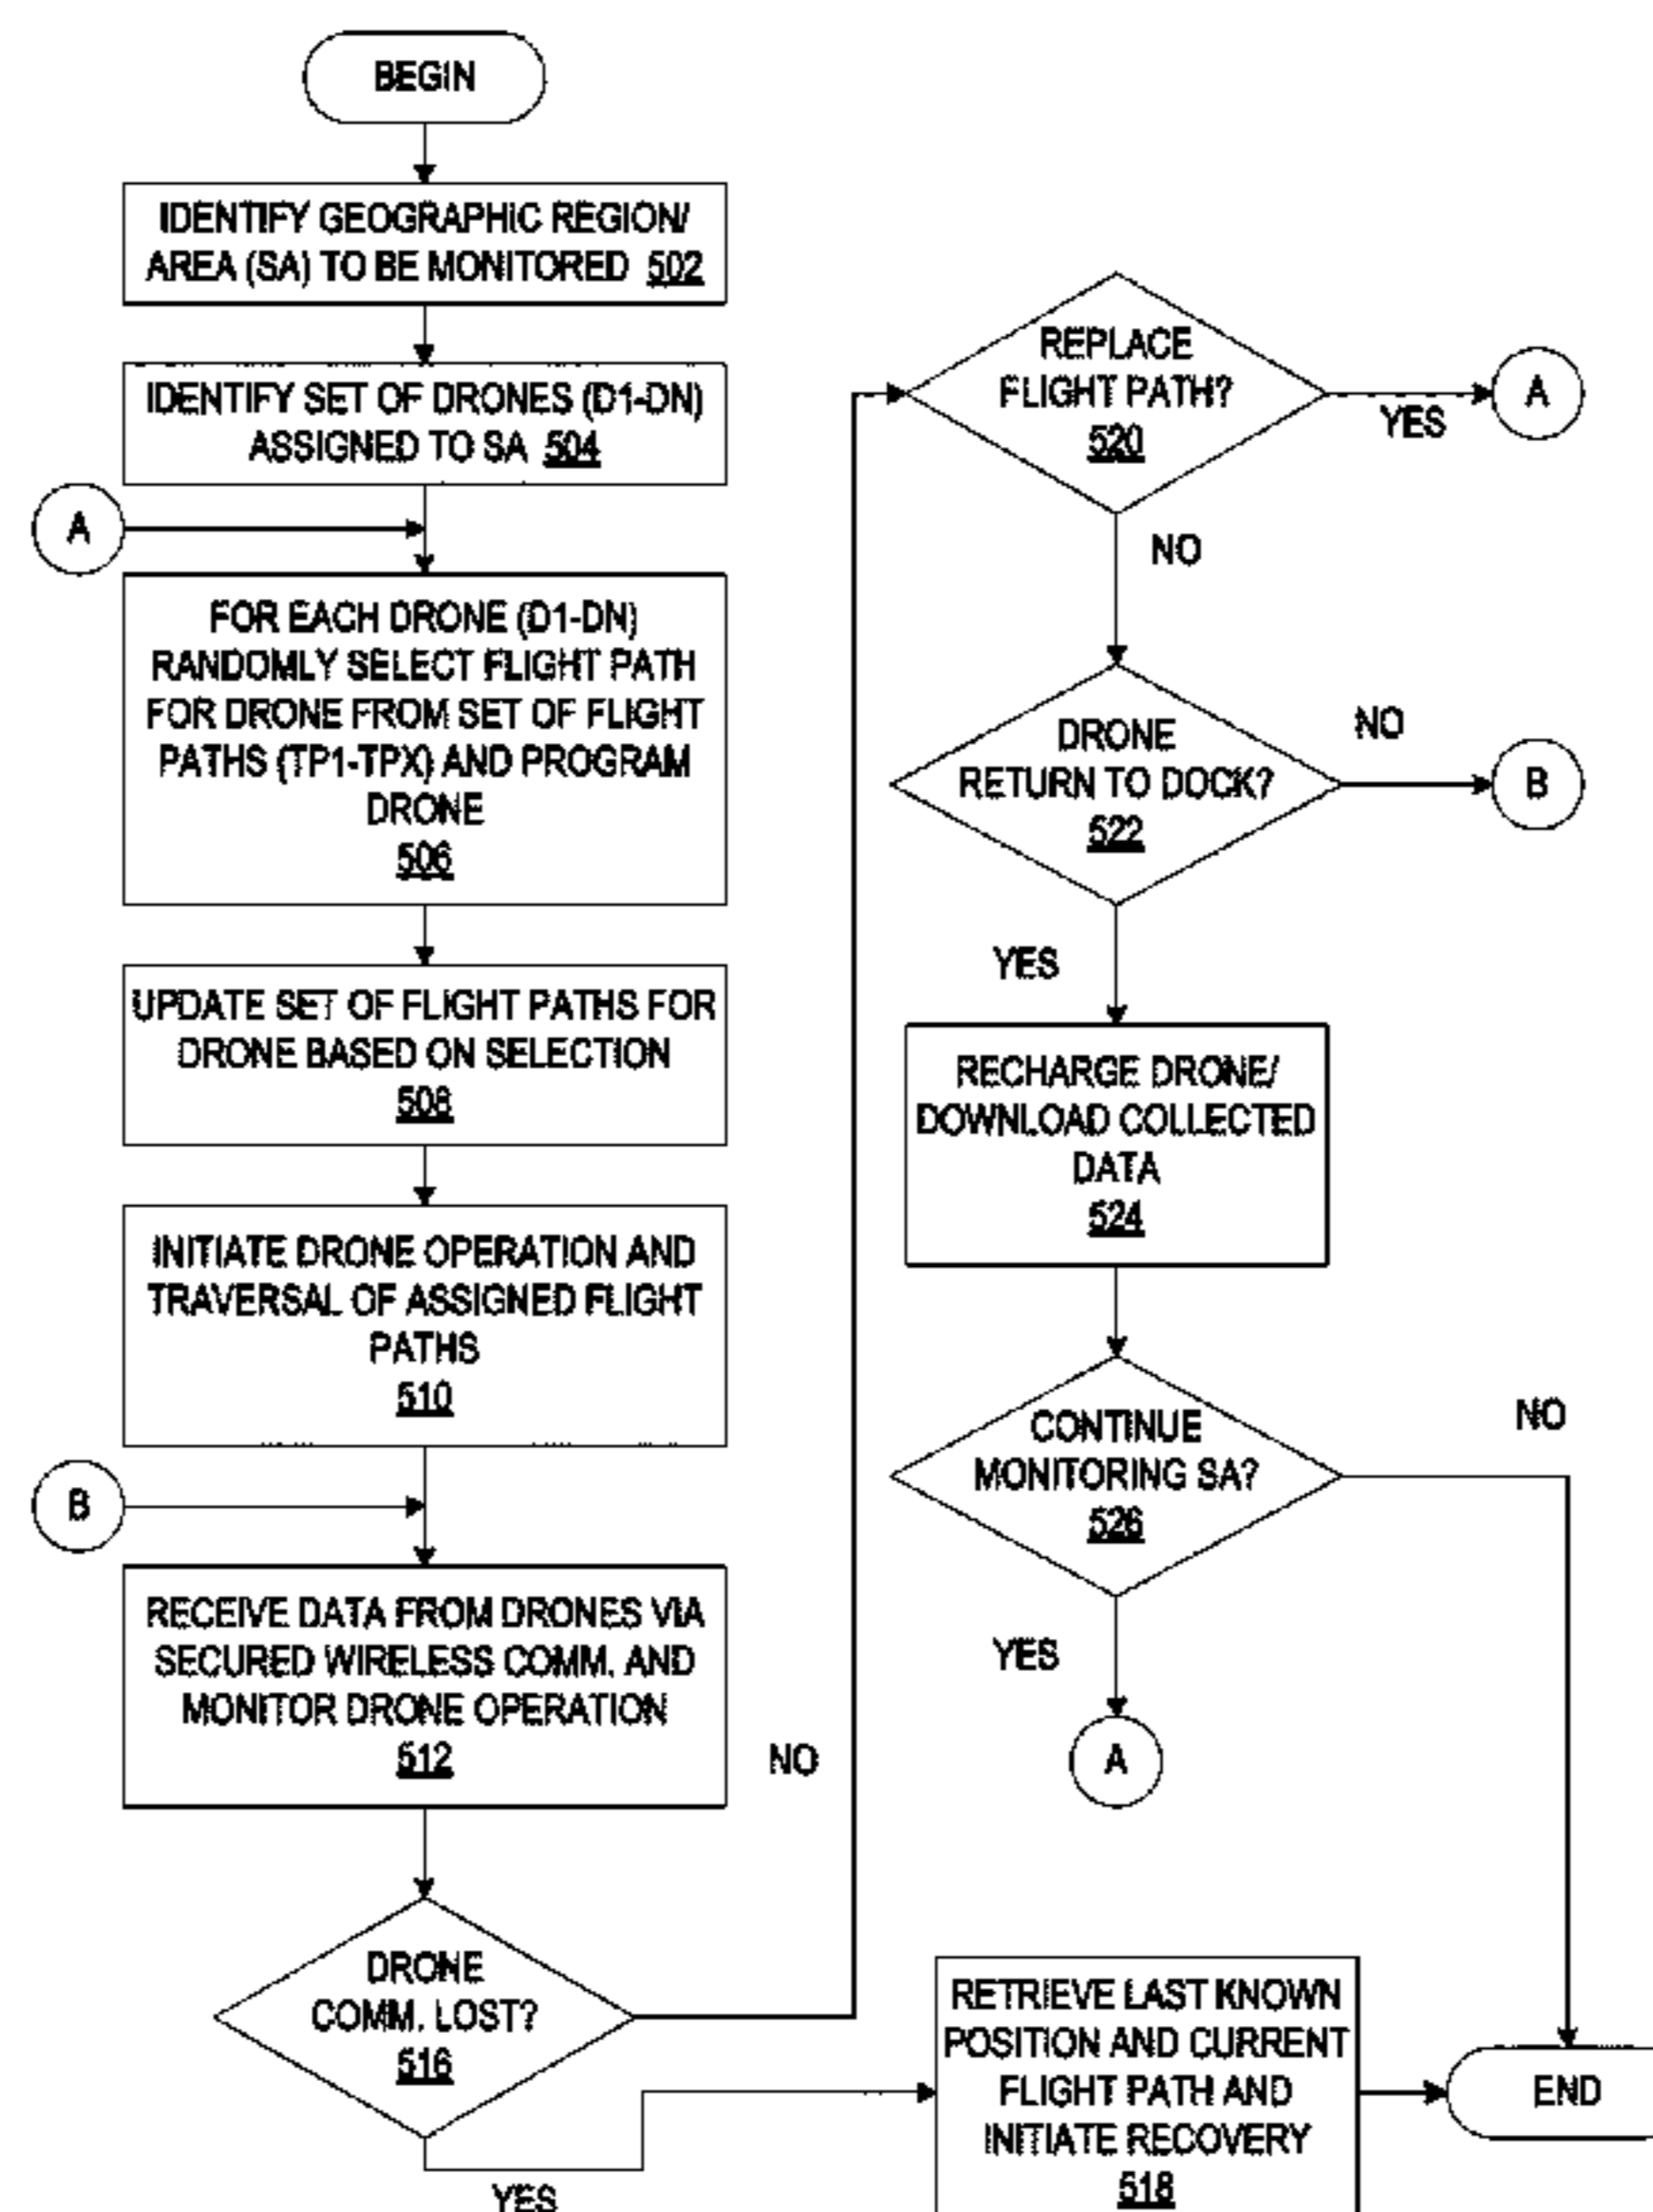 BEGIN
IDENTIFY GEOGRAPHIC REGION/
AREA (SA) TO BE MONITORED 502
IDENTIFY SET OF DRONES (D1-DN)
ASSIGNED TO SA 504
A
FOR EACH DRONE (D1-DN)
RANDOMLY SELECT FLIGHT PATH
FOR DRONE FROM SET OF FLIGHT
PATHS (TP1-TPX) AND PROGRAM
DRONE
506
UPDATE SET OF FLIGHT PATHS FOR
DRONE BASED ON SELECTION
508
INITIATE DRONE OPERATION AND
TRAVERSAL OF ASSIGNED FLIGHT
PATHS
510
B
RECEIVE DATA FROM DRONES VIA
SECURED WIRELESS COMM. AND
MONITOR DRONE OPERATION
512
DRONE
COMM. LOST?
516
NO
YES
REPLACE
FLIGHT PATH?
520
YES
A
NO
DRONE
RETURN TO DOCK?
522
NO
B
YES
RECHARGE DRONE/
DOWNLOAD COLLECTED
DATA
524
CONTINUE
MONITORING SA?
526
NO
YES
A
RETRIEVE LAST KNOWN
POSITION AND CURRENT
FLIGHT PATH AND
INITIATE RECOVERY
518
END